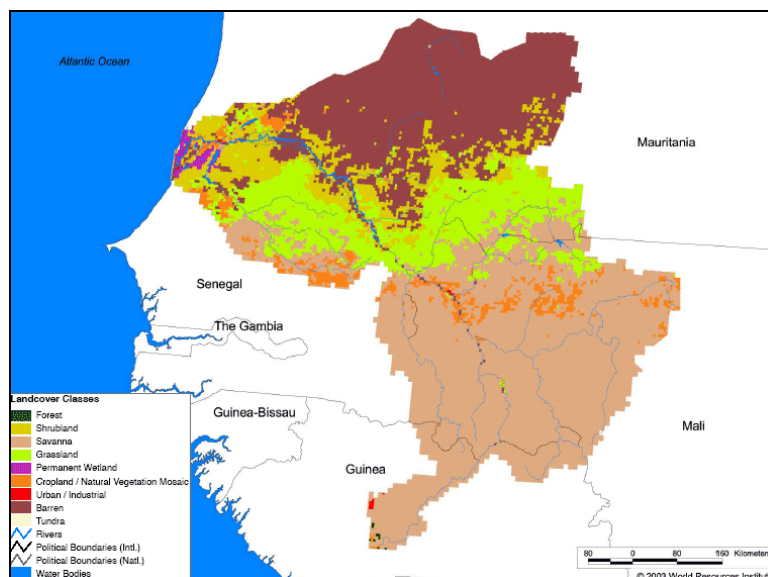 Atlantic Ocean
Mauritania
Senegal
The Gambia
Landcover Classes
Forest
Shrubland
Savanna
Grassland
Permanent Wetland
Cropland / Natural Vegetation Mosaic
Urban / Industrial
Barren
Tundra
Rivers
Political Boundaries (Intl.)
Political Boundaries (Natl.)
Water Bodies
Guinea-Bissau
Guinea
Mali
80 0 80 160 Kilometers
© 2003 World Resources Institute